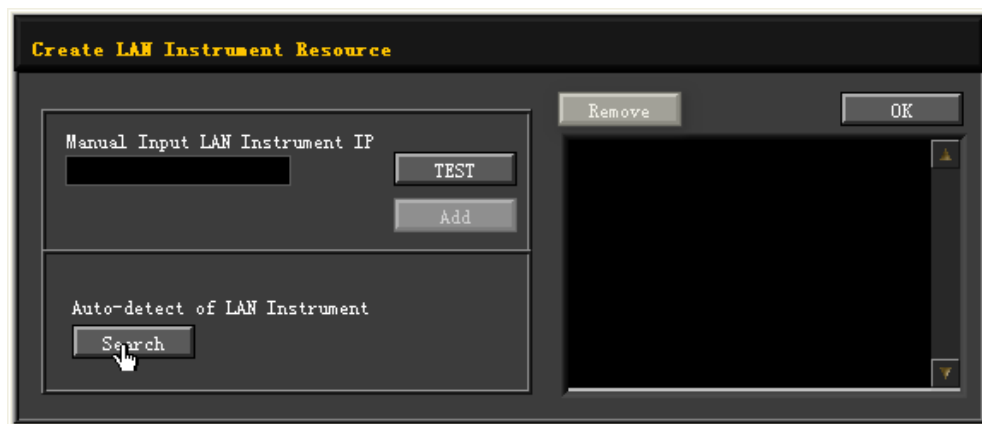 Create LAN Instrument Resource
Manual Input LAN Instrument IP
TEST
Add
Auto-detect of LAN Instrument
Search
Remove
OK